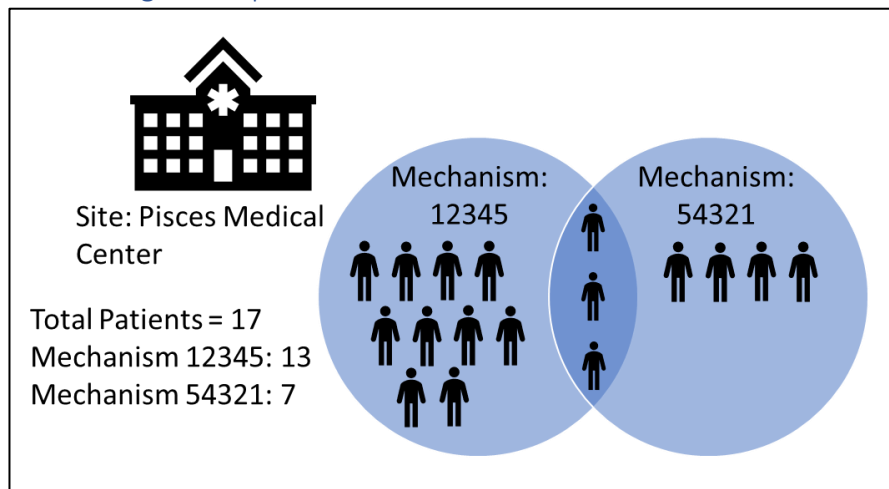 Site: Pisces Medical
Center
Total Patients = 17
Mechanism 12345: 13
Mechanism 54321: 7
Mechanism:
12345
Mechanism:
54321